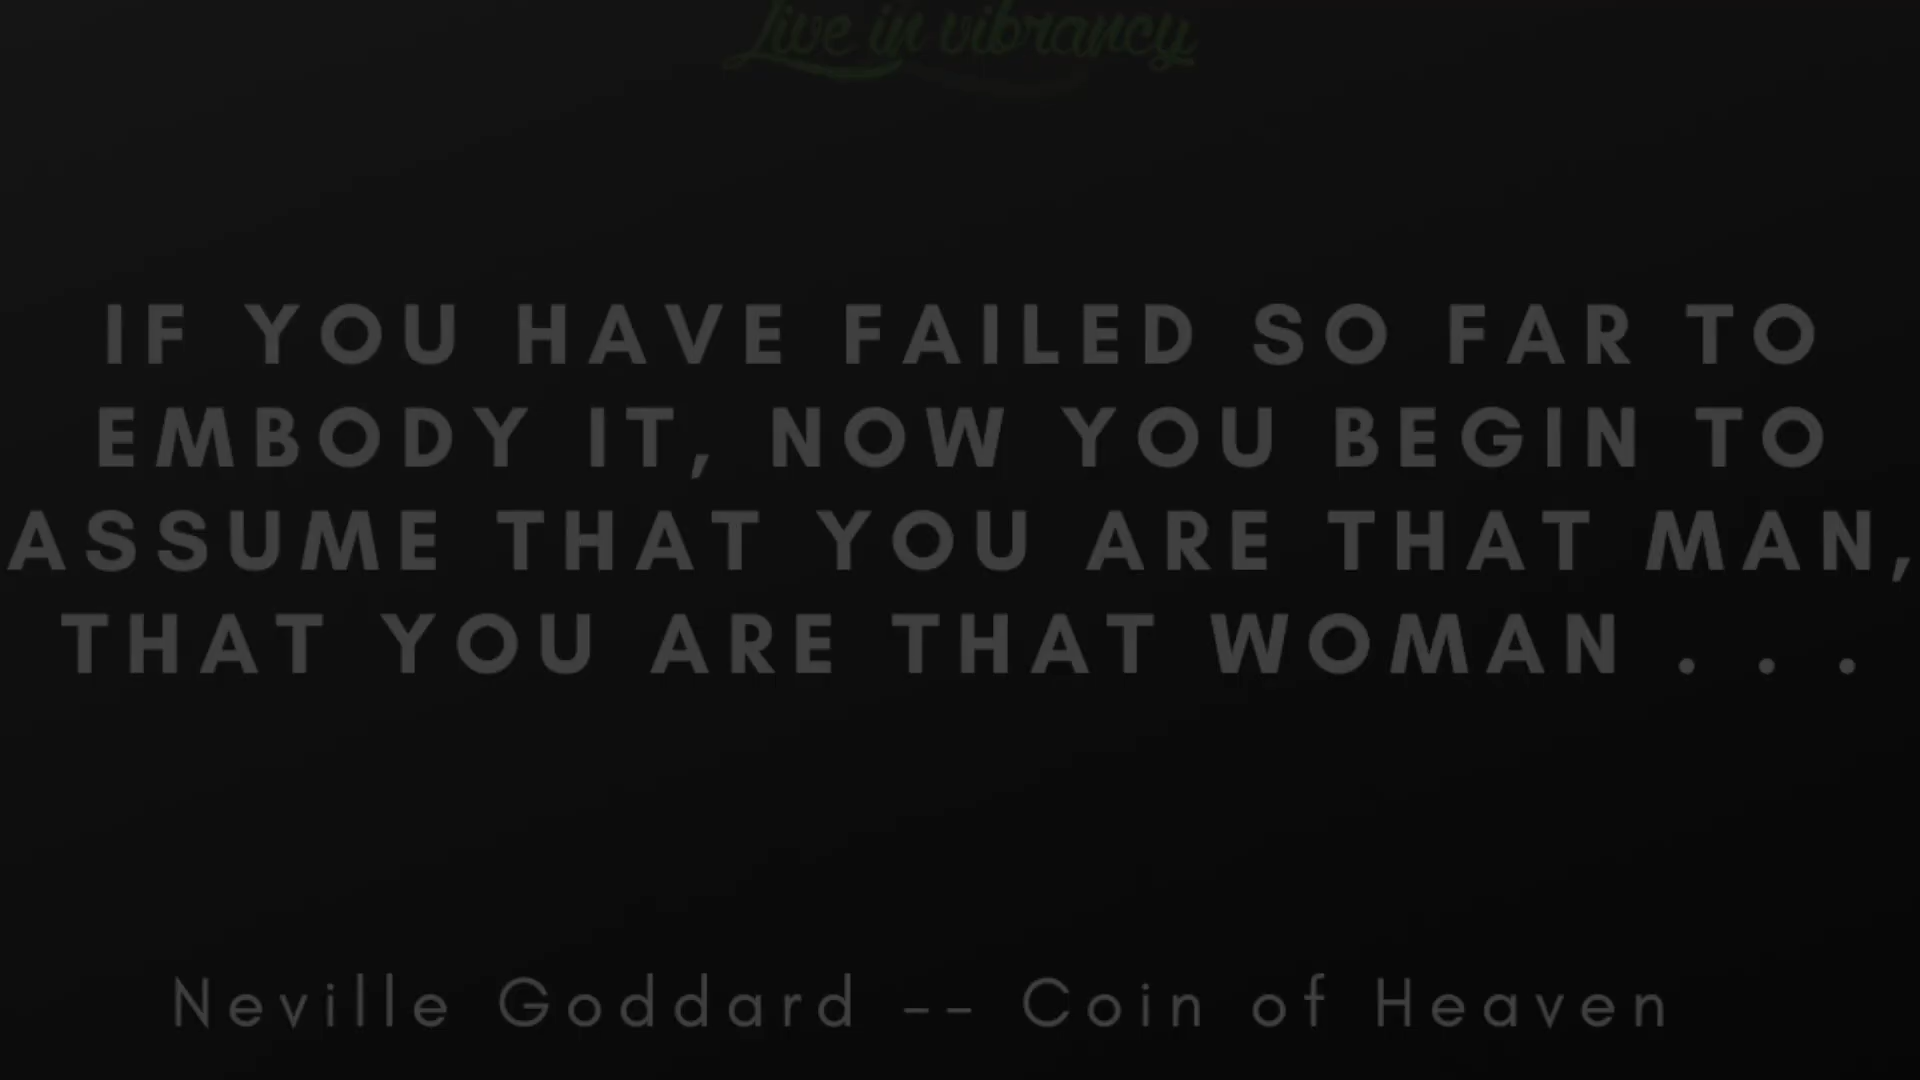 Live in vibrancy
IF YOU HAVE FAILED SO FAR TO
EMBODY IT, NOW YOU BEGIN TO
ASSUME THAT YOU ARE THAT MAN,
THAT YOU ARE THAT WOMAN . . .
Neville Goddard -- Coin of Heaven